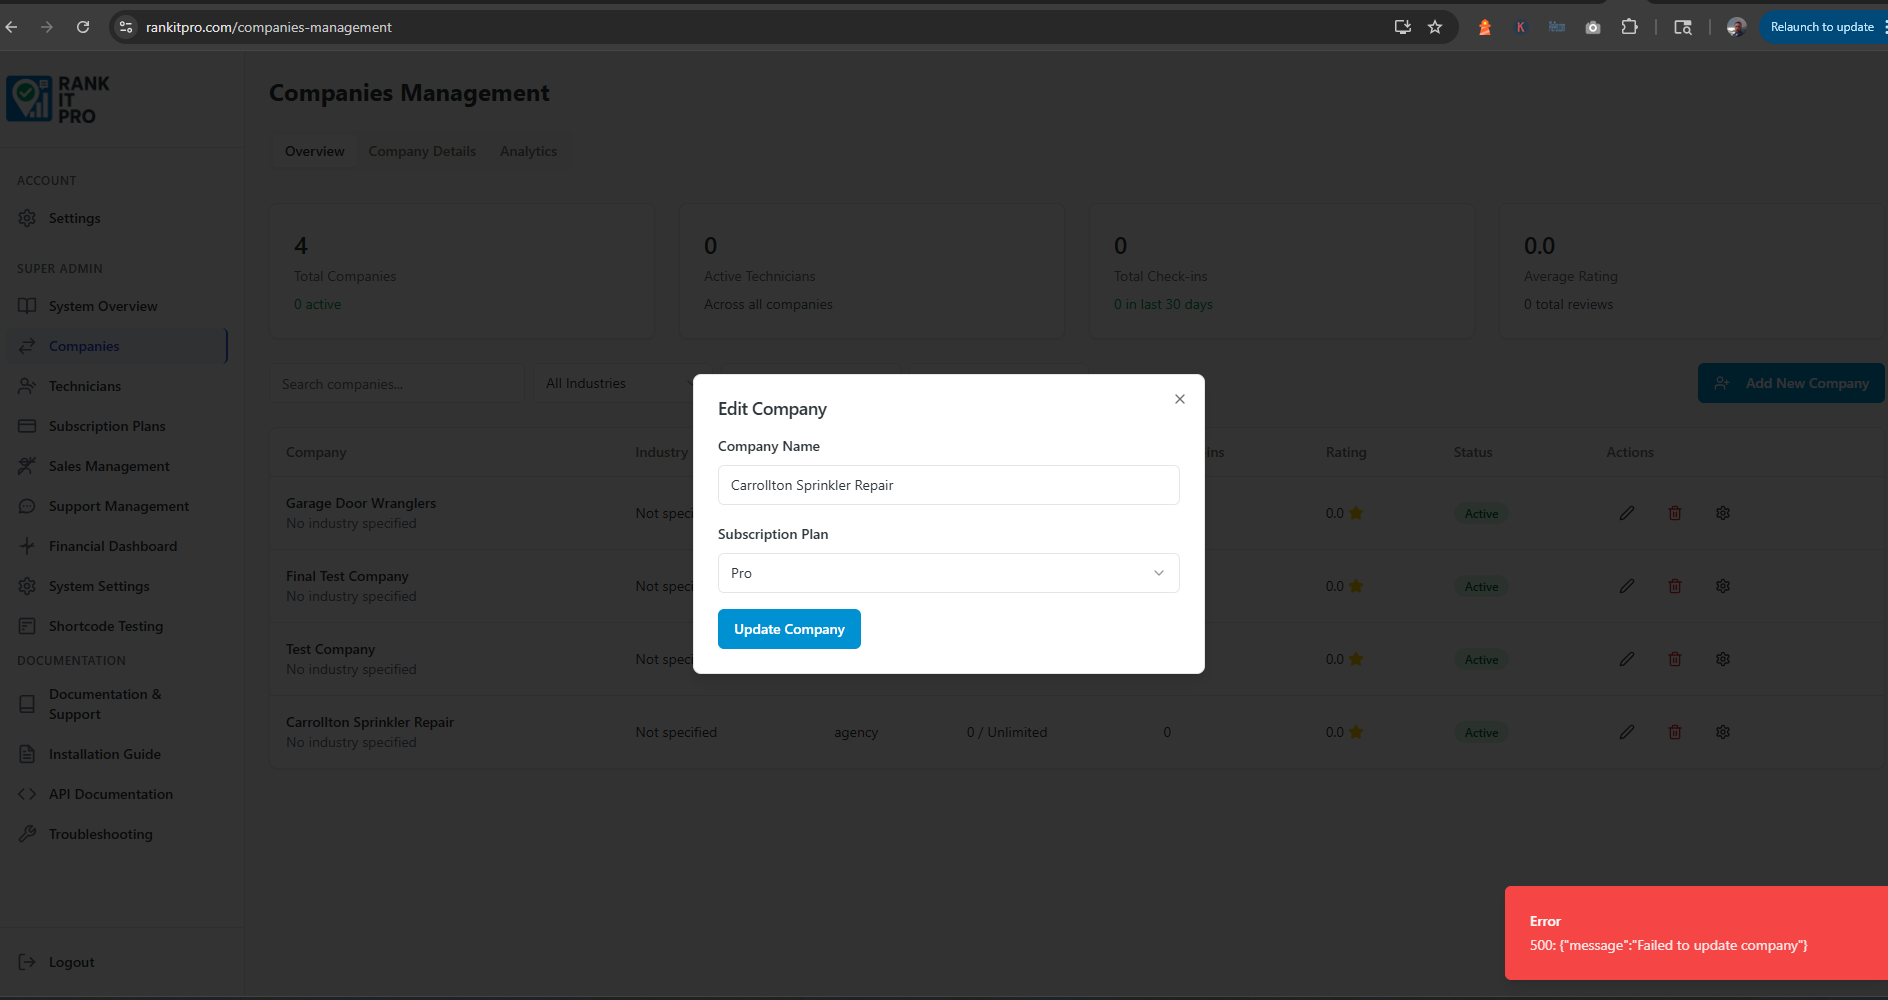 rankitpro.com/companies-management
Relaunch to update
RANK
IT
PRO
ACCOUNT
Settings
SUPER ADMIN
System Overview
Companies
Technicians
Subscription Plans
Sales Management
Support Management
Financial Dashboard
System Settings
Shortcode Testing
DOCUMENTATION
Documentation &
Support
Installation Guide
API Documentation
Troubleshooting
Logout
Companies Management
Overview Company Details Analytics
4
Total Companies
0 active
0
Active Technicians
Across all companies
0
Total Check-ins
0 in last 30 days
0.0
Average Rating
0 total reviews
Search companies...
All Industries
Add New Company
Company Industry ins Rating Status Actions
Garage Door Wranglers
No industry specified
Not speci 0.0 Active
Final Test Company
No industry specified
Not speci 0.0 Active
Test Company
No industry specified
Not speci 0.0 Active
Carrollton Sprinkler Repair
No industry specified
Not specified agency 0 / Unlimited 0 0.0 Active
Edit Company
Company Name
Carrollton Sprinkler Repair
Subscription Plan
Pro
Update Company
Error
500: {"message":"Failed to update company"}